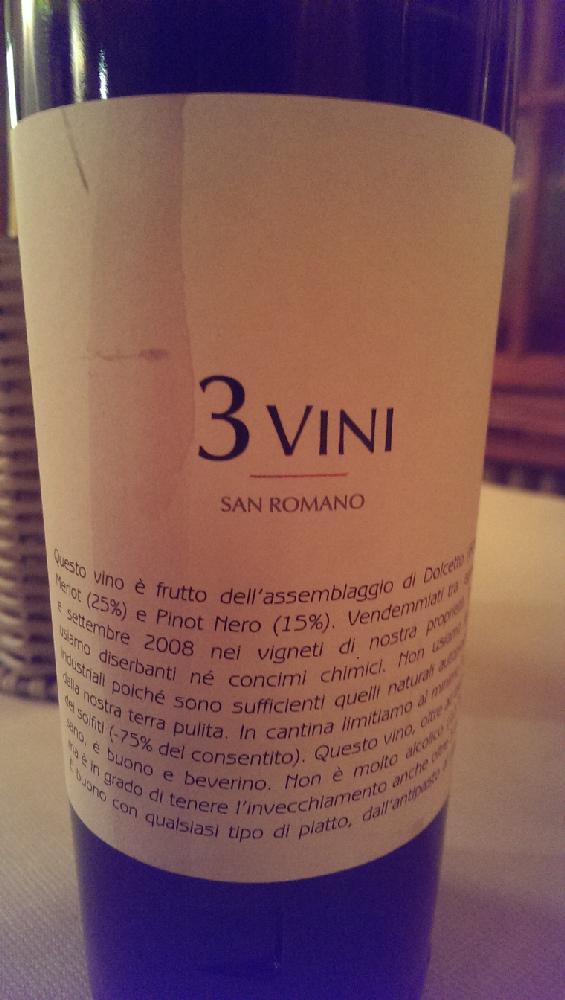 3 VINI
SAN ROMANO
Questo vino è frutto dell'assemblaggio di Dolcetto
Merlot (25%) e Pinot Nero (15%). Vendemmiati tra
e settembre 2008 nei vigneti di nostra
usiamo diserbanti né concimi chimici. Non usiamo
industriali poiché sono sufficienti quelli naturali
della nostra terra pulita. In cantina limitiamo al
dei solfiti (-75% del consentito). Questo vino, oltre
sano, è buono e beverino. Non è molto alcolico
ma è in grado di tenere l'invecchiamento anche
È buono con qualsiasi tipo di piatto, dall'antipasto